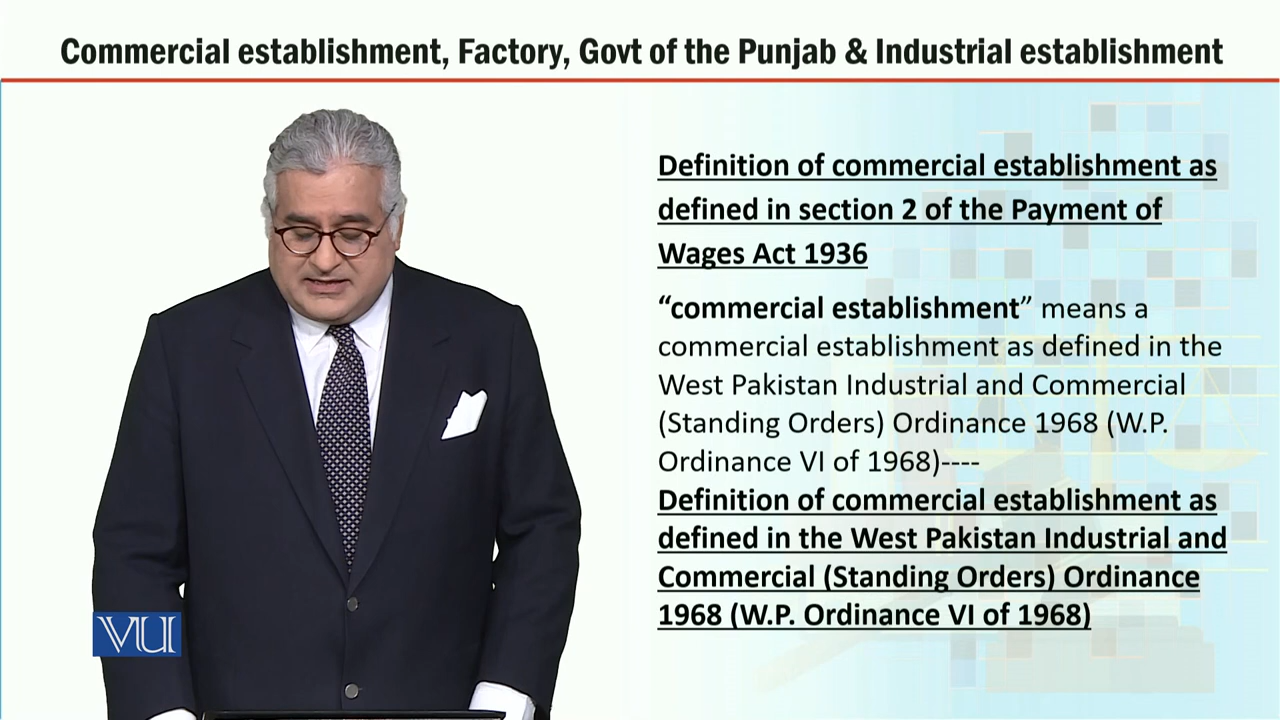 Commercial establishment, Factory, Govt of the Punjab & Industrial establishment
Definition of commercial establishment as
defined in section 2 of the Payment of
Wages Act 1936
“commercial establishment” means a
commercial establishment as defined in the
West Pakistan Industrial and Commercial
(Standing Orders) Ordinance 1968 (W.P.
Ordinance VI of 1968)----
Definition of commercial establishment as
defined in the West Pakistan Industrial and
Commercial (Standing Orders) Ordinance
1968 (W.P. Ordinance VI of 1968)
VU